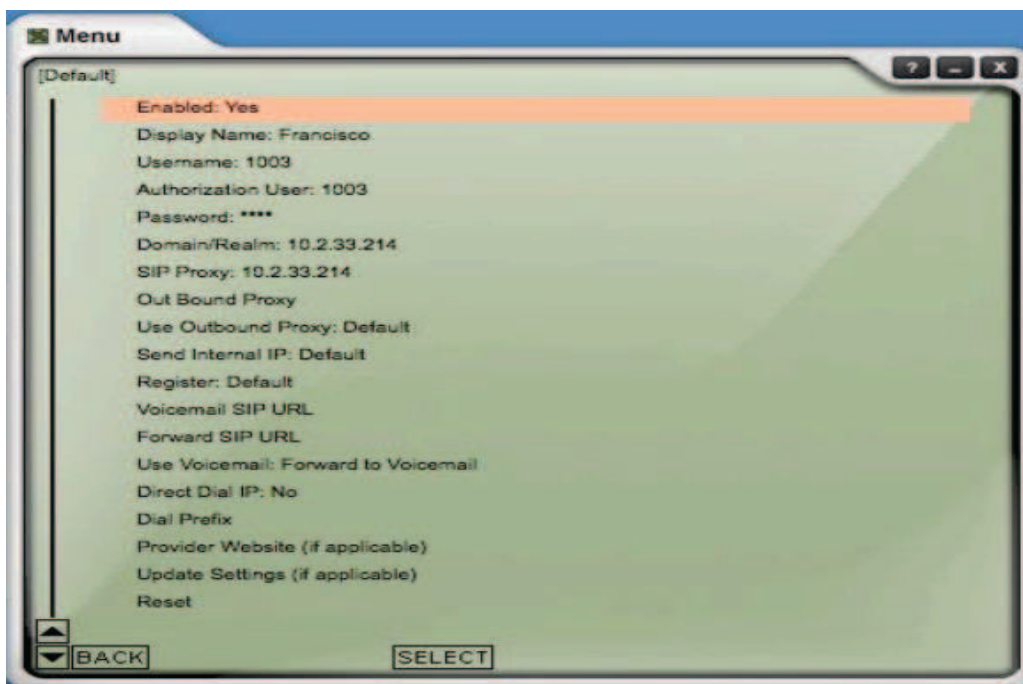 Menu
[Default]
? – X
Enabled: Yes
Display Name: Francisco
Username: 1003
Authorization User: 1003
Password: ****
Domain/Realm: 10.2.33.214
SIP Proxy: 10.2.33.214
Out Bound Proxy
Use Outbound Proxy: Default
Send Internal IP: Default
Register: Default
Voicemail SIP URL
Forward SIP URL
Use Voicemail: Forward to Voicemail
Direct Dial IP: No
Dial Prefix
Provider Website (if applicable)
Update Settings (if applicable)
Reset
BACK SELECT